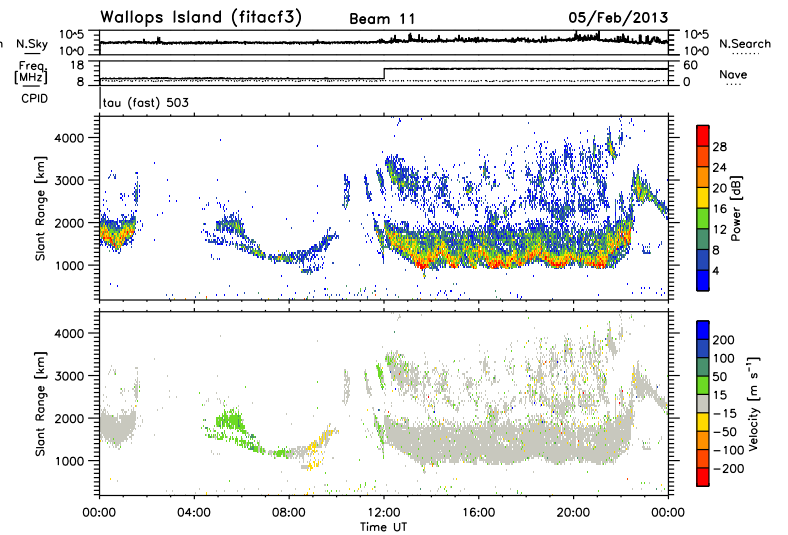 Wallops Island (fitacf3) Beam 11 05/Feb/2013
n N.Sky 10^5 10^5 N.Search
10^0 10^0
Freq. 18 60 Nave
[MHz] 8 0
CPID tau (fast) 503
4000
3000
2000
1000
Slant Range [km]
28
24
20
16
12
8
4
Power [dB]
4000
3000
2000
1000
Slant Range [km]
200
100
50
15
-15
-50
-100
-200
Velocity [m s⁻¹]
00:00 04:00 08:00 12:00 16:00 20:00 00:00
Time UT